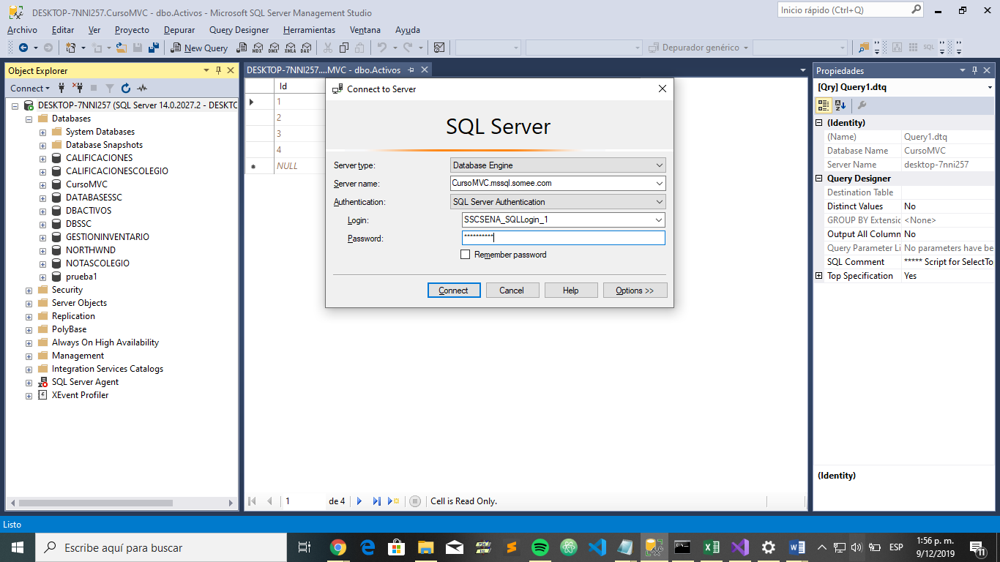 DESKTOP-7NNI257.CursoMVC - dbo.Activos - Microsoft SQL Server Management Studio
Inicio rápido (Ctrl+Q)
Archivo Editar Ver Proyecto Depurar Query Designer Herramientas Ventana Ayuda
New Query MDX DMX XMLA DAX Depurador genérico SQL
Object Explorer
Connect
DESKTOP-7NNI257 (SQL Server 14.0.2027.2 - DESKTC
Databases
System Databases
Database Snapshots
CALIFICACIONES
CALIFICACIONESCOLEGIO
CursoMVC
DATABASESSC
DBACTIVOS
DBSSC
GESTIONINVENTARIO
NORTHWND
NOTASCOLEGIO
prueba1
Security
Server Objects
Replication
PolyBase
Always On High Availability
Management
Integration Services Catalogs
SQL Server Agent
XEvent Profiler
DESKTOP-7NNI257....MVC - dbo.Activos
Id
1
2
3
4
NULL
Connect to Server
SQL Server
Server type: Database Engine
Server name: CursoMVC.mssql.somee.com
Authentication: SQL Server Authentication
Login: SSCSENA_SQLLogin_1
Password: **********
Remember password
Connect Cancel Help Options >>
1 de 4 Cell is Read Only.
Propiedades
[Qry] Query1.dtq
(Identity)
(Name) Query1.dtq
Database Name CursoMVC
Server Name desktop-7nni257
Query Designer
Destination Table
Distinct Values No
GROUP BY Extensio <None>
Output All Column No
Query Parameter Li No parameters have be
SQL Comment ***** Script for SelectTo
Top Specification Yes
(Identity)
Listo
Escribe aquí para buscar
ESP
1:56 p. m.
9/12/2019
11